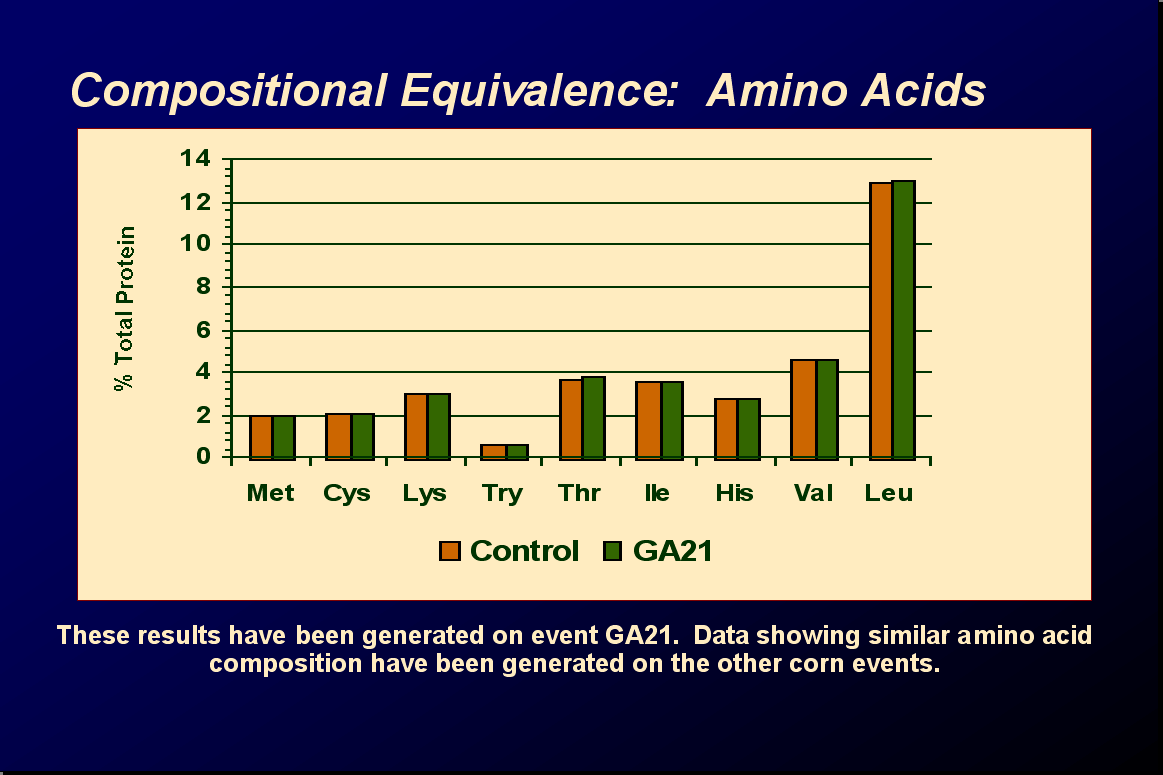 Compositional Equivalence: Amino Acids
14
12
10
8
6
4
2
0
% Total Protein
Met Cys Lys Try Thr Ile His Val Leu
Control GA21
These results have been generated on event GA21. Data showing similar amino acid
composition have been generated on the other corn events.